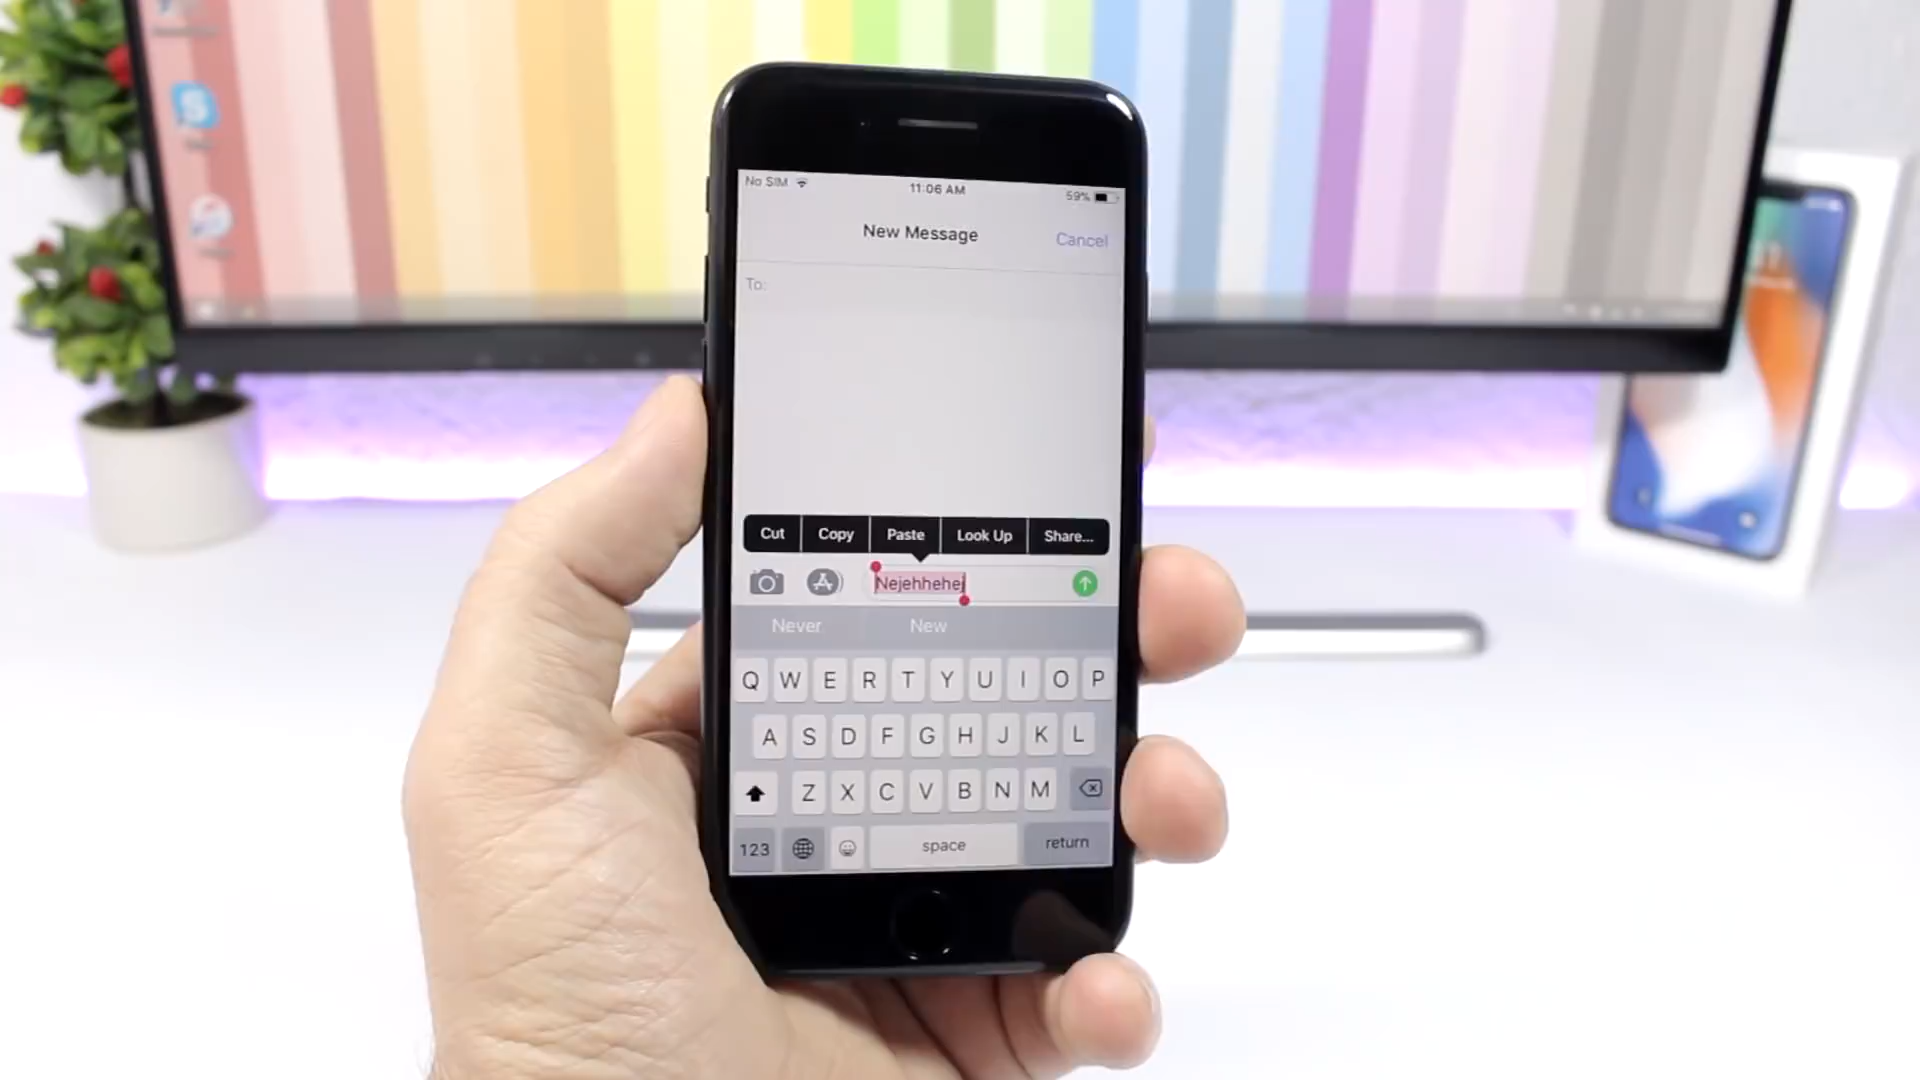 No SIM 11:06 AM 59%
New Message Cancel
To:
Cut Copy Paste Look Up Share...
Nejehhehej
Never New
Q W E R T Y U I O P
A S D F G H J K L
Z X C V B N M
123 space return